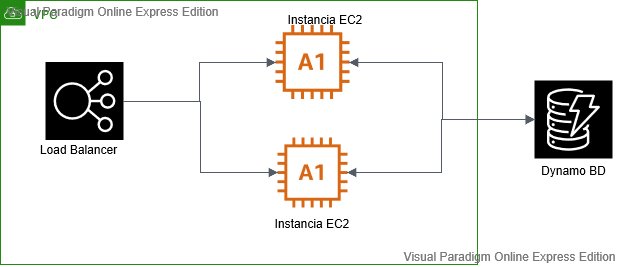 Visual Paradigm Online Express Edition
VPC
Instancia EC2
A1
Load Balancer
A1
Instancia EC2
Dynamo BD
Visual Paradigm Online Express Edition